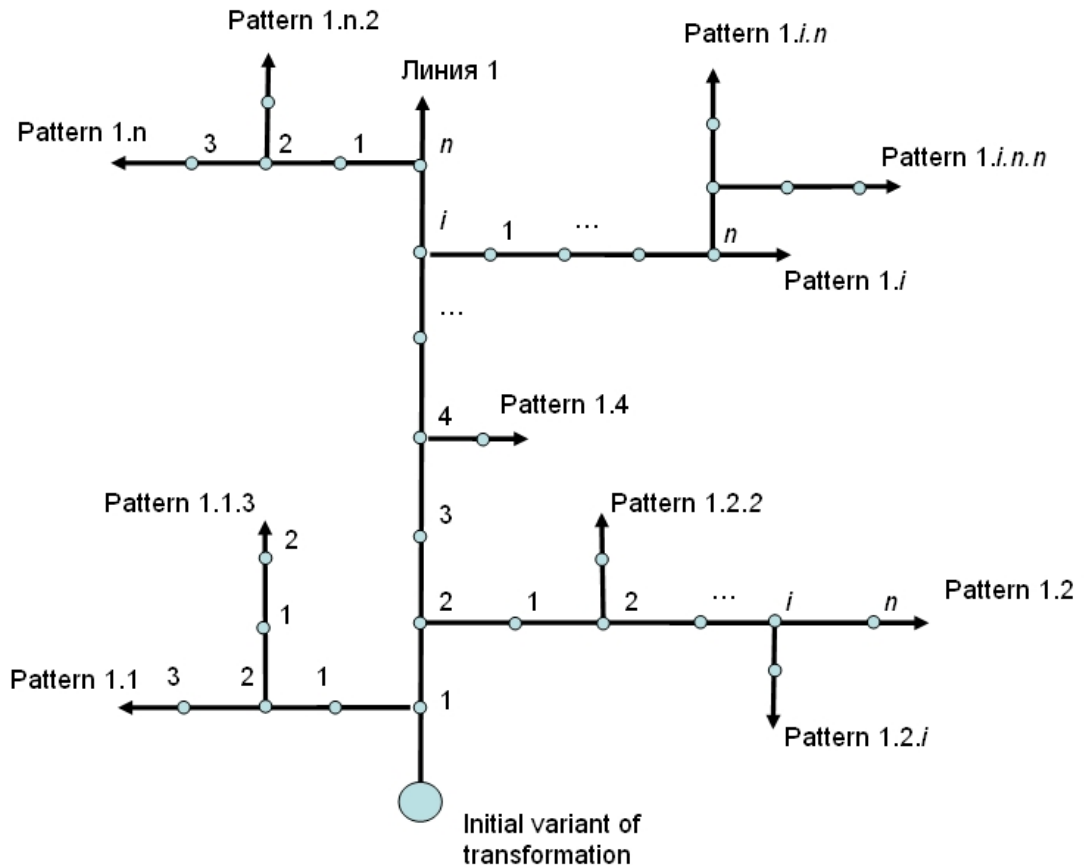 Pattern 1.n.2
Pattern 1.i.n
Линия 1
Pattern 1.n
3
2
1
n
Pattern 1.i.n.n
i
1
...
n
Pattern 1.i
...
4
Pattern 1.4
Pattern 1.1.3
3
Pattern 1.2.2
2
2
1
2
...
i
n
Pattern 1.2
1
Pattern 1.1
3
2
1
1
Pattern 1.2.i
Initial variant of
transformation